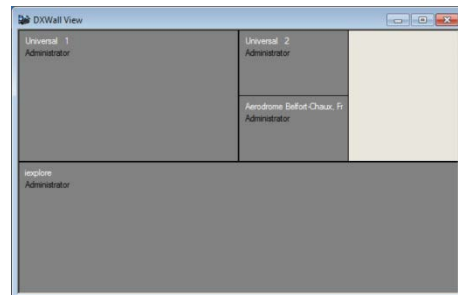 DXWall View
Universal 1
Administrator
Universal 2
Administrator
Aerodrome Belfort-Chaux, Fr
Administrator
iexplore
Administrator